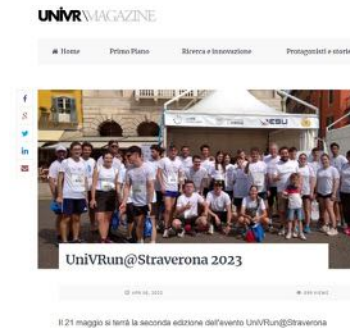 UNIVR\MAGAZINE
Home Primo Piano Ricerca e innovazione Protagonisti e storie
ESU
UniVRun@Straverona 2023
Il 21 maggio si terrà la seconda edizione dell'evento UniVRun@Straverona